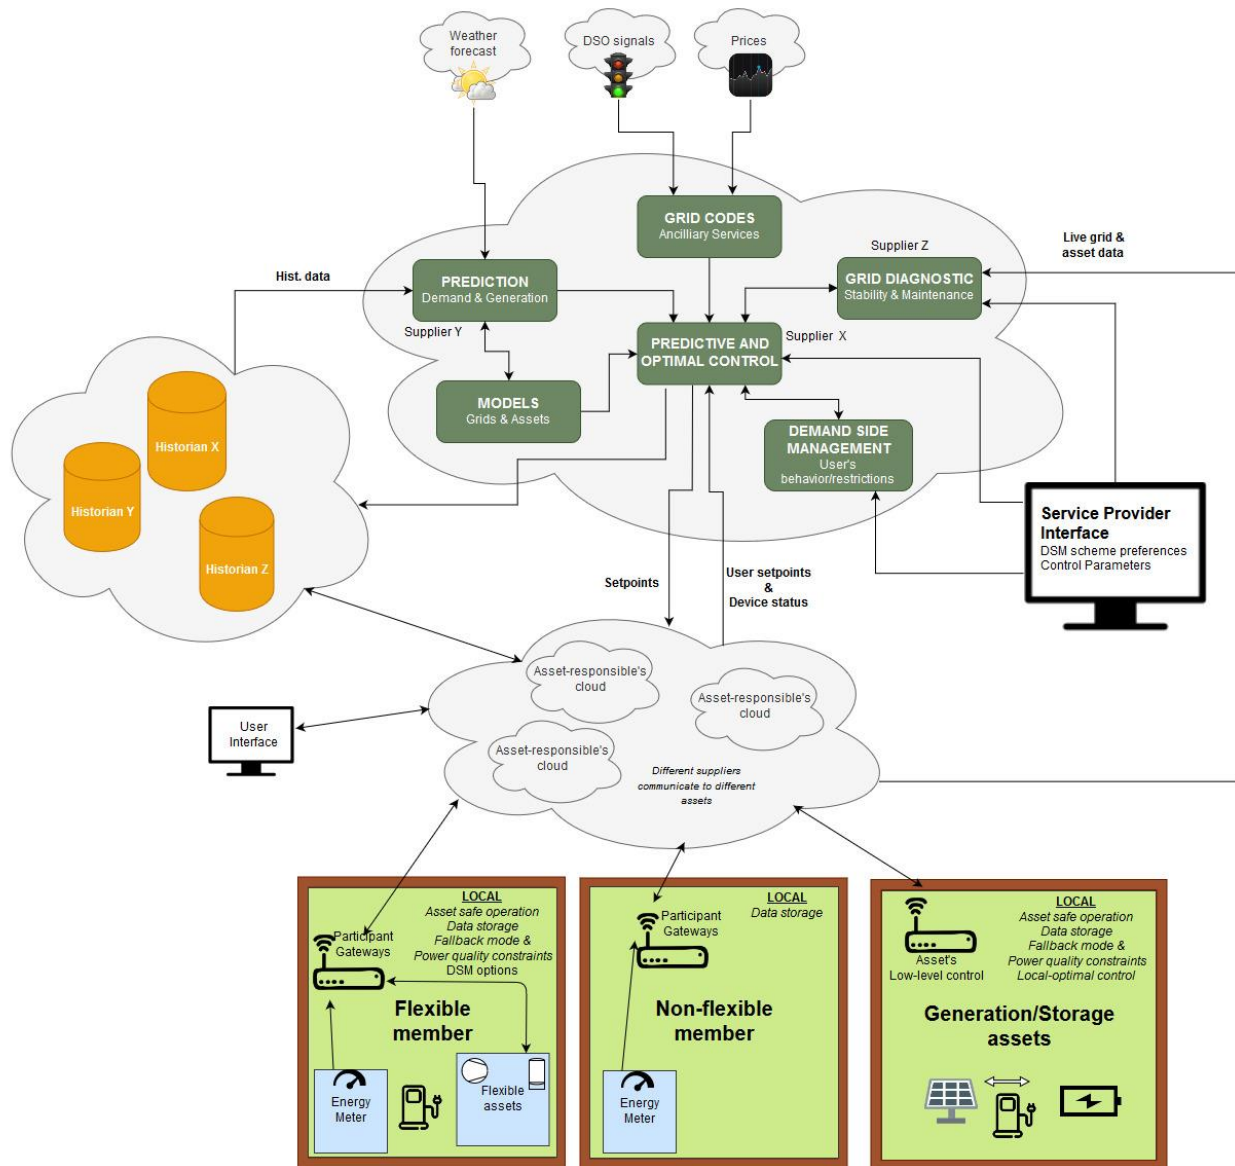 Weather
forecast
DSO signals
Prices
GRID CODES
Ancilliary Services
Supplier Z
Live grid &
asset data
Hist. data
PREDICTION
Demand & Generation
GRID DIAGNOSTIC
Stability & Maintenance
Supplier Y
Supplier X
PREDICTIVE AND
OPTIMAL CONTROL
MODELS
Grids & Assets
DEMAND SIDE
MANAGEMENT
User's
behavior/restrictions
Historian X
Historian Y
Historian Z
Service Provider
Interface
DSM scheme preferences
Control Parameters
Setpoints
User setpoints
&
Device status
Asset-responsible's
cloud
Asset-responsible's
cloud
Asset-responsible's
cloud
User
Interface
Different suppliers
communicate to different
assets
LOCAL
Asset safe operation
Data storage
Fallback mode &
Power quality constraints
DSM options
Participant
Gateways
Flexible
member
Energy
Meter
Flexible
assets
LOCAL
Data storage
Participant
Gateways
Non-flexible
member
Energy
Meter
LOCAL
Asset safe operation
Data storage
Fallback mode &
Power quality constraints
Local-optimal control
Asset's
Low-level control
Generation/Storage
assets